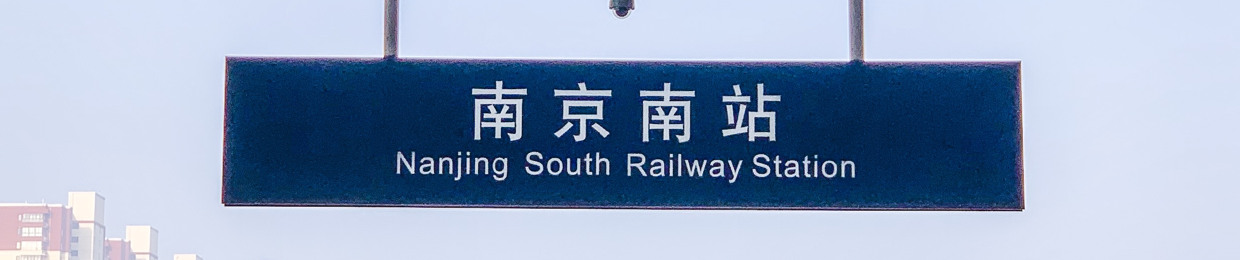 南京南站
Nanjing South Railway Station